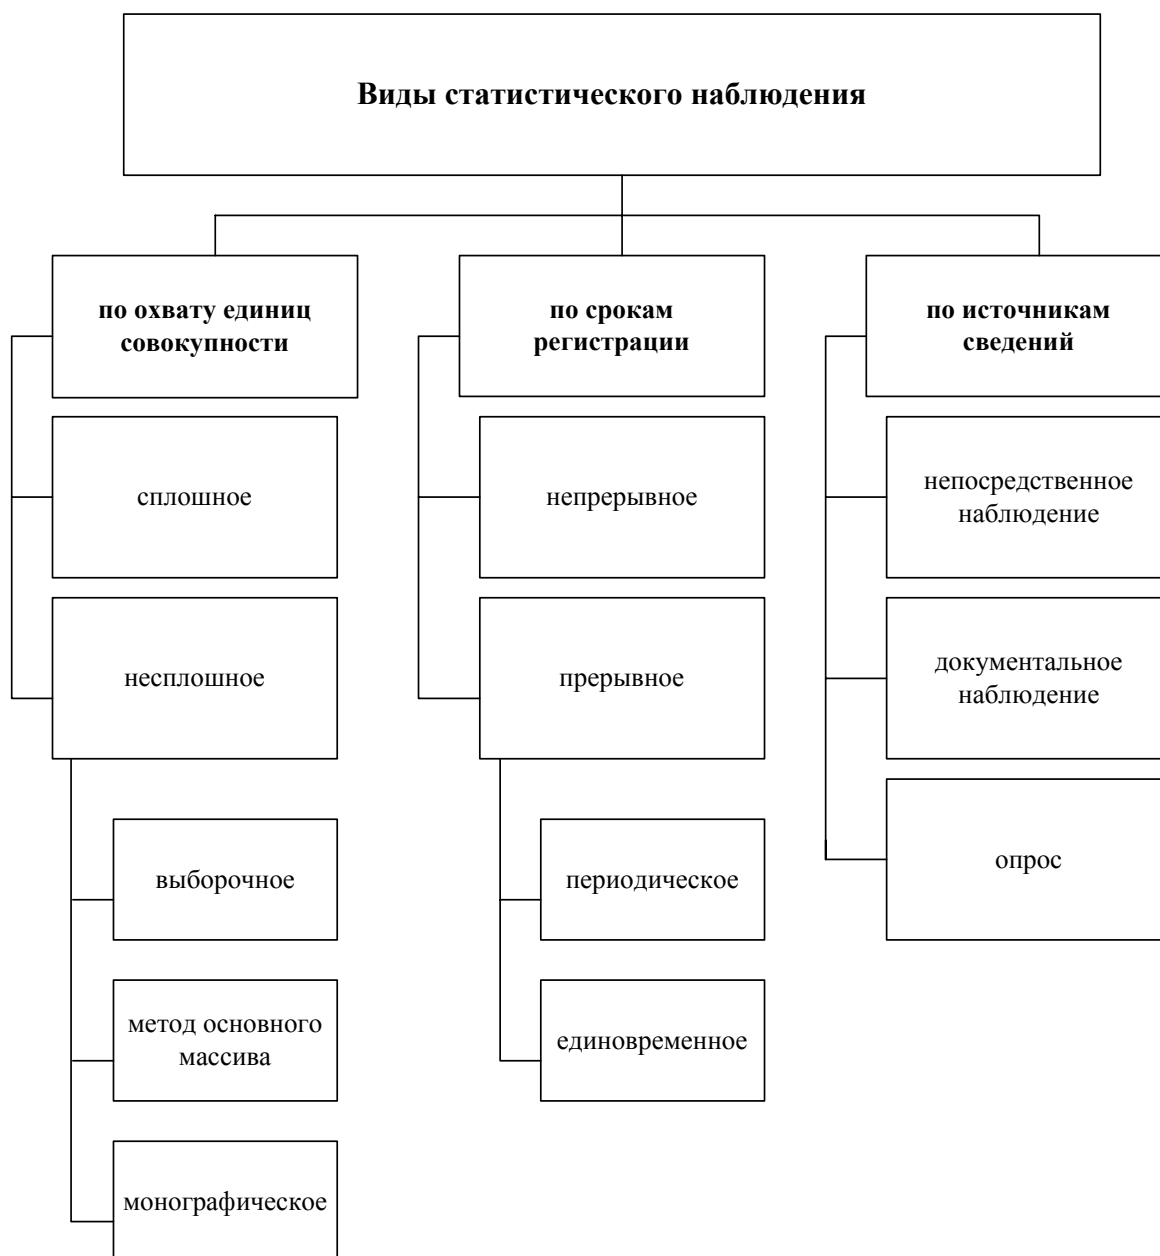 Виды статистического наблюдения
по охвату единиц
совокупности
сплошное
несплошное
выборочное
метод основного
массива
монографическое
по срокам
регистрации
непрерывное
прерывное
периодическое
единовременное
по источникам
сведений
непосредственное
наблюдение
документальное
наблюдение
опрос